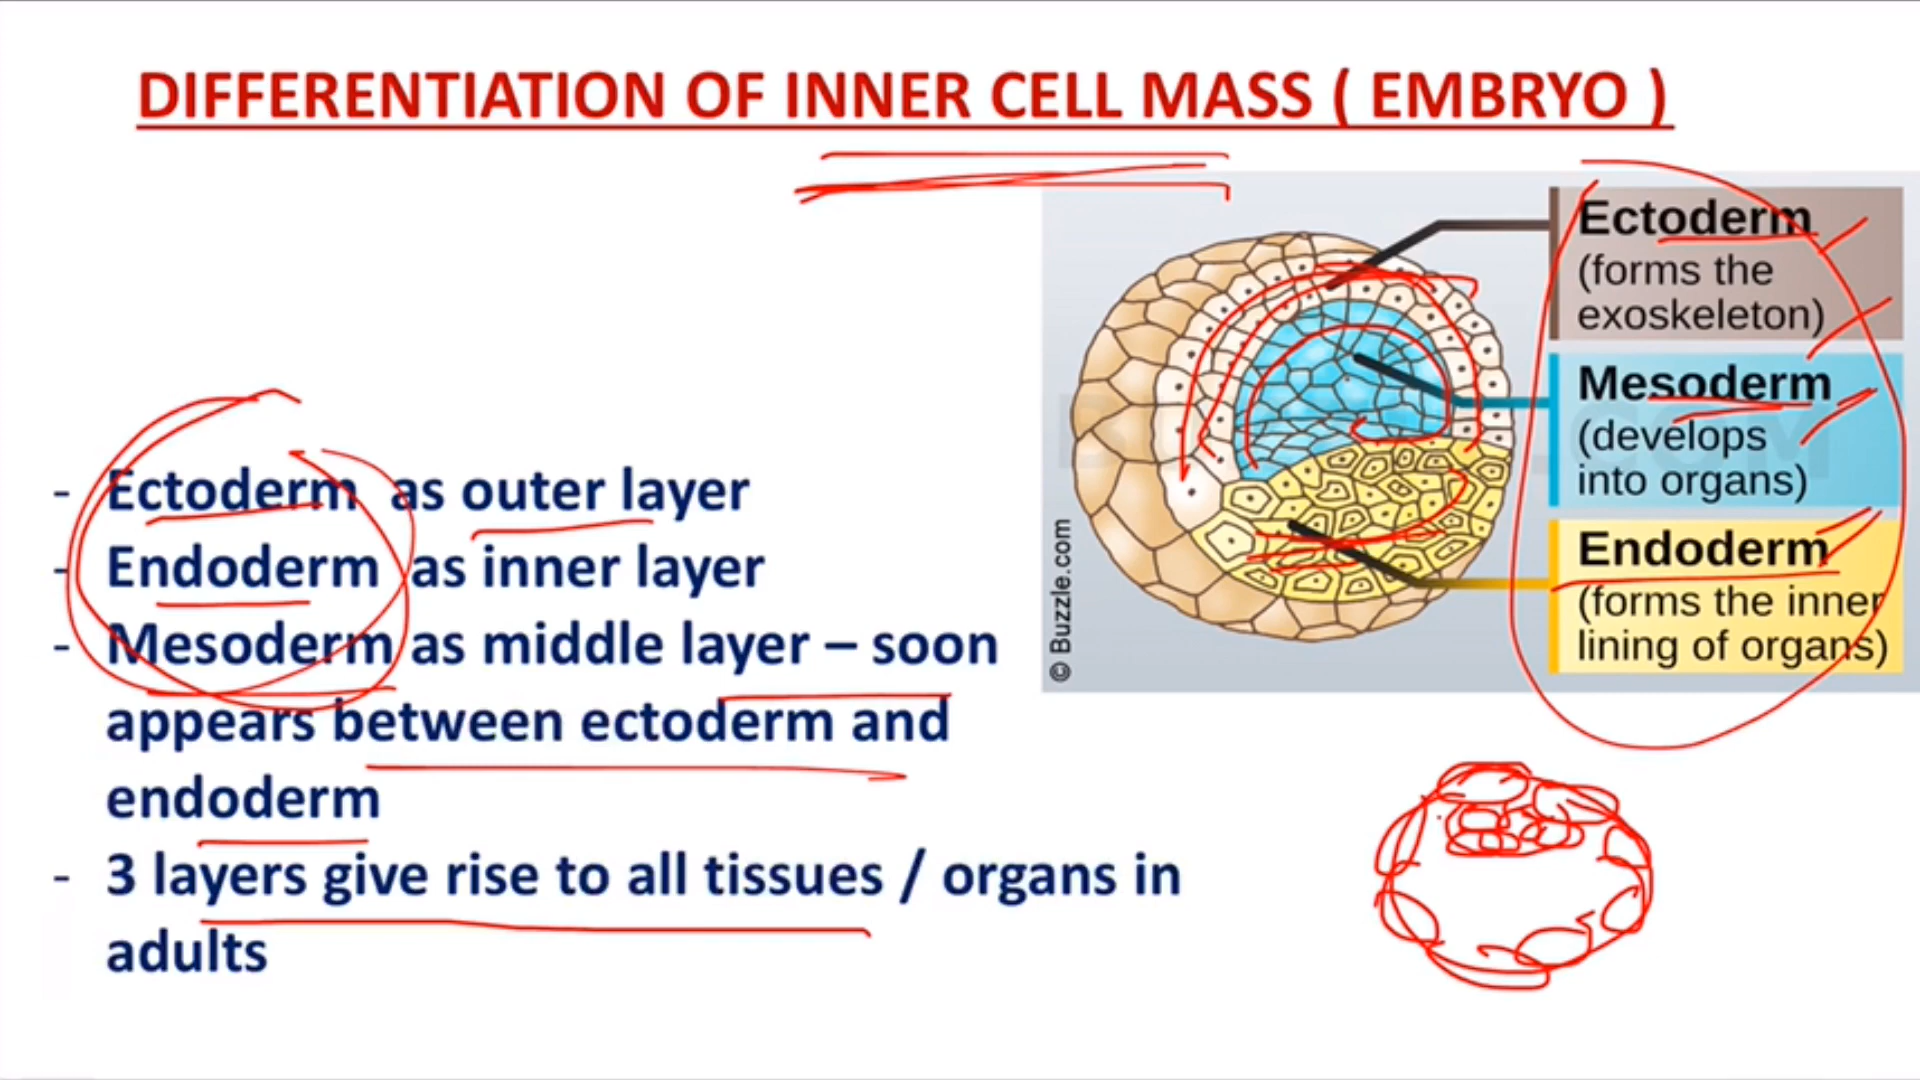 DIFFERENTIATION OF INNER CELL MASS ( EMBRYO )
Ectoderm
(forms the
exoskeleton)
Mesoderm
(develops
into organs)
Endoderm
(forms the inner
lining of organs)
© Buzzle.com
- Ectoderm as outer layer
- Endoderm as inner layer
- Mesoderm as middle layer – soon
appears between ectoderm and
endoderm
- 3 layers give rise to all tissues / organs in
adults